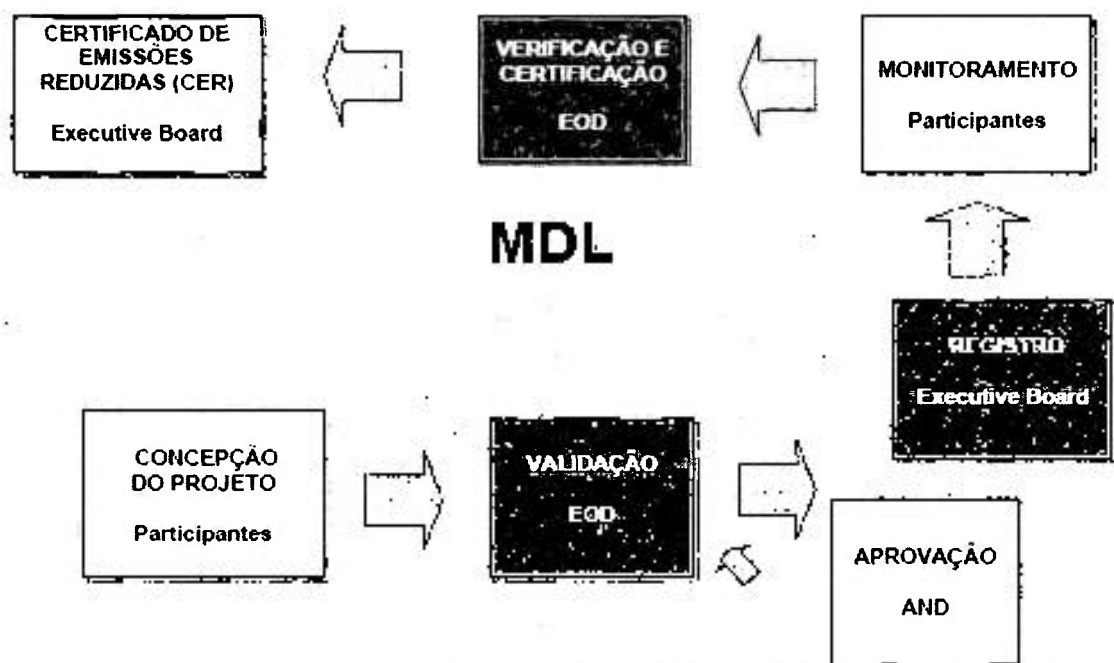 CERTIFICADO DE
EMISSÕES
REDUZIDAS (CER)
Executive Board
VERIFICAÇÃO E
CERTIFICAÇÃO
EOD
MONITORAMENTO
Participantes
MDL
REGISTRO
Executive Board
CONCEPÇÃO
DO PROJETO
Participantes
VALIDAÇÃO
EOD
APROVAÇÃO
AND